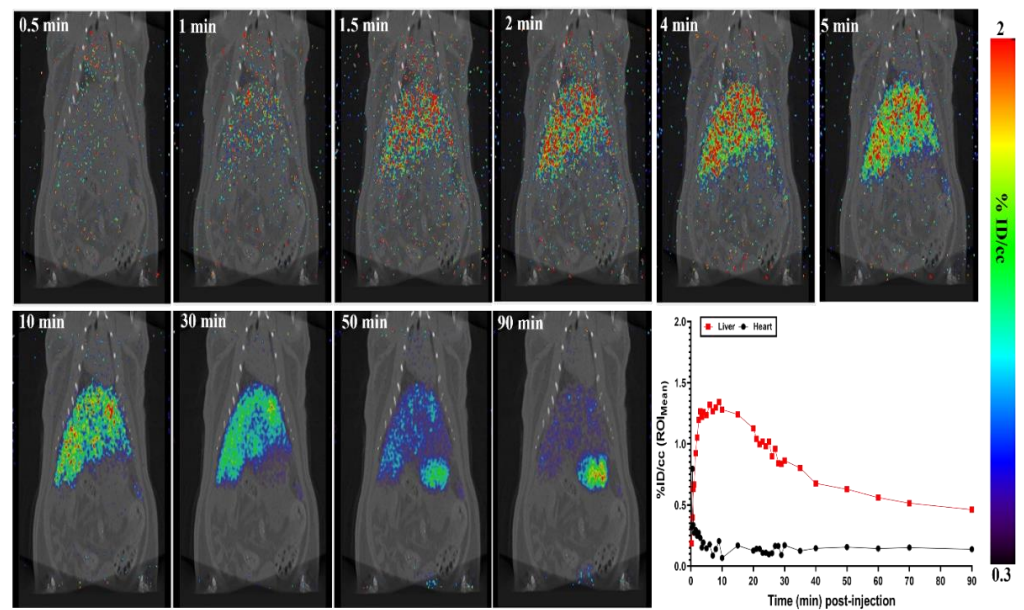 0.5 min
1 min
1.5 min
2 min
4 min
5 min
2
% ID/cc
0.3
10 min
30 min
50 min
90 min
2.0
1.5
1.0
0.5
0.0
%ID/cc (ROIMean)
Liver Heart
0 10 20 30 40 50 60 70 80 90
Time (min) post-injection